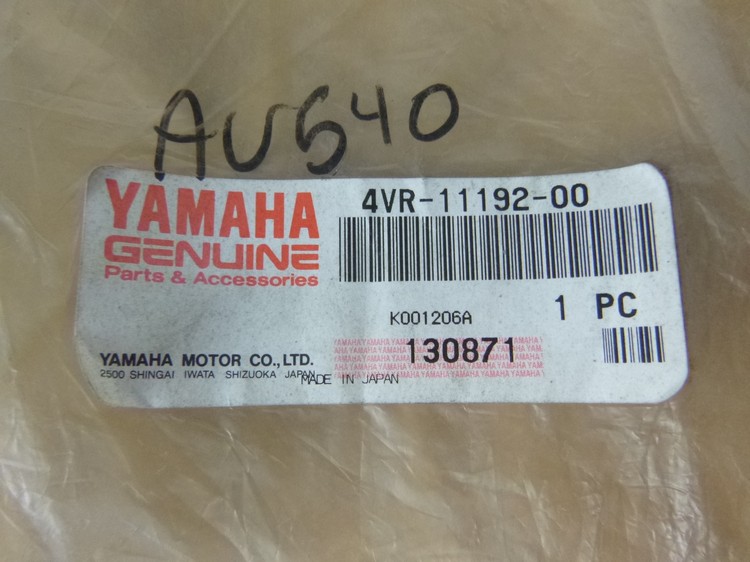 AU540
YAMAHA
GENUINE
Parts & Accessories
4VR-11192-00
K001206A
1 PC
130871
YAMAHA MOTOR CO.,LTD.
2500 SHINGAI IWATA SHIZUOKA JAPAN
MADE IN JAPAN